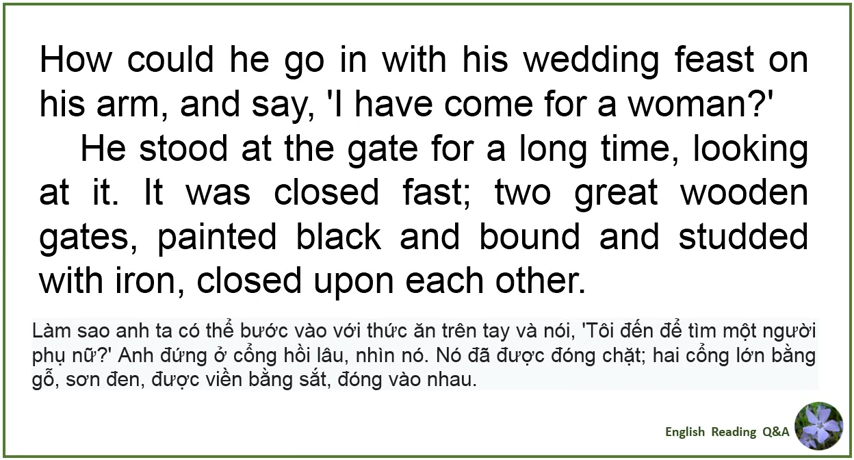 How could he go in with his wedding feast on
his arm, and say, 'I have come for a woman?'
He stood at the gate for a long time, looking
at it. It was closed fast; two great wooden
gates, painted black and bound and studded
with iron, closed upon each other.
Làm sao anh ta có thể bước vào với thức ăn trên tay và nói, 'Tôi đến để tìm một người
phụ nữ?' Anh đứng ở cổng hồi lâu, nhìn nó. Nó đã được đóng chặt; hai cổng lớn bằng
gỗ, sơn đen, được viền bằng sắt, đóng vào nhau.
English Reading Q&A